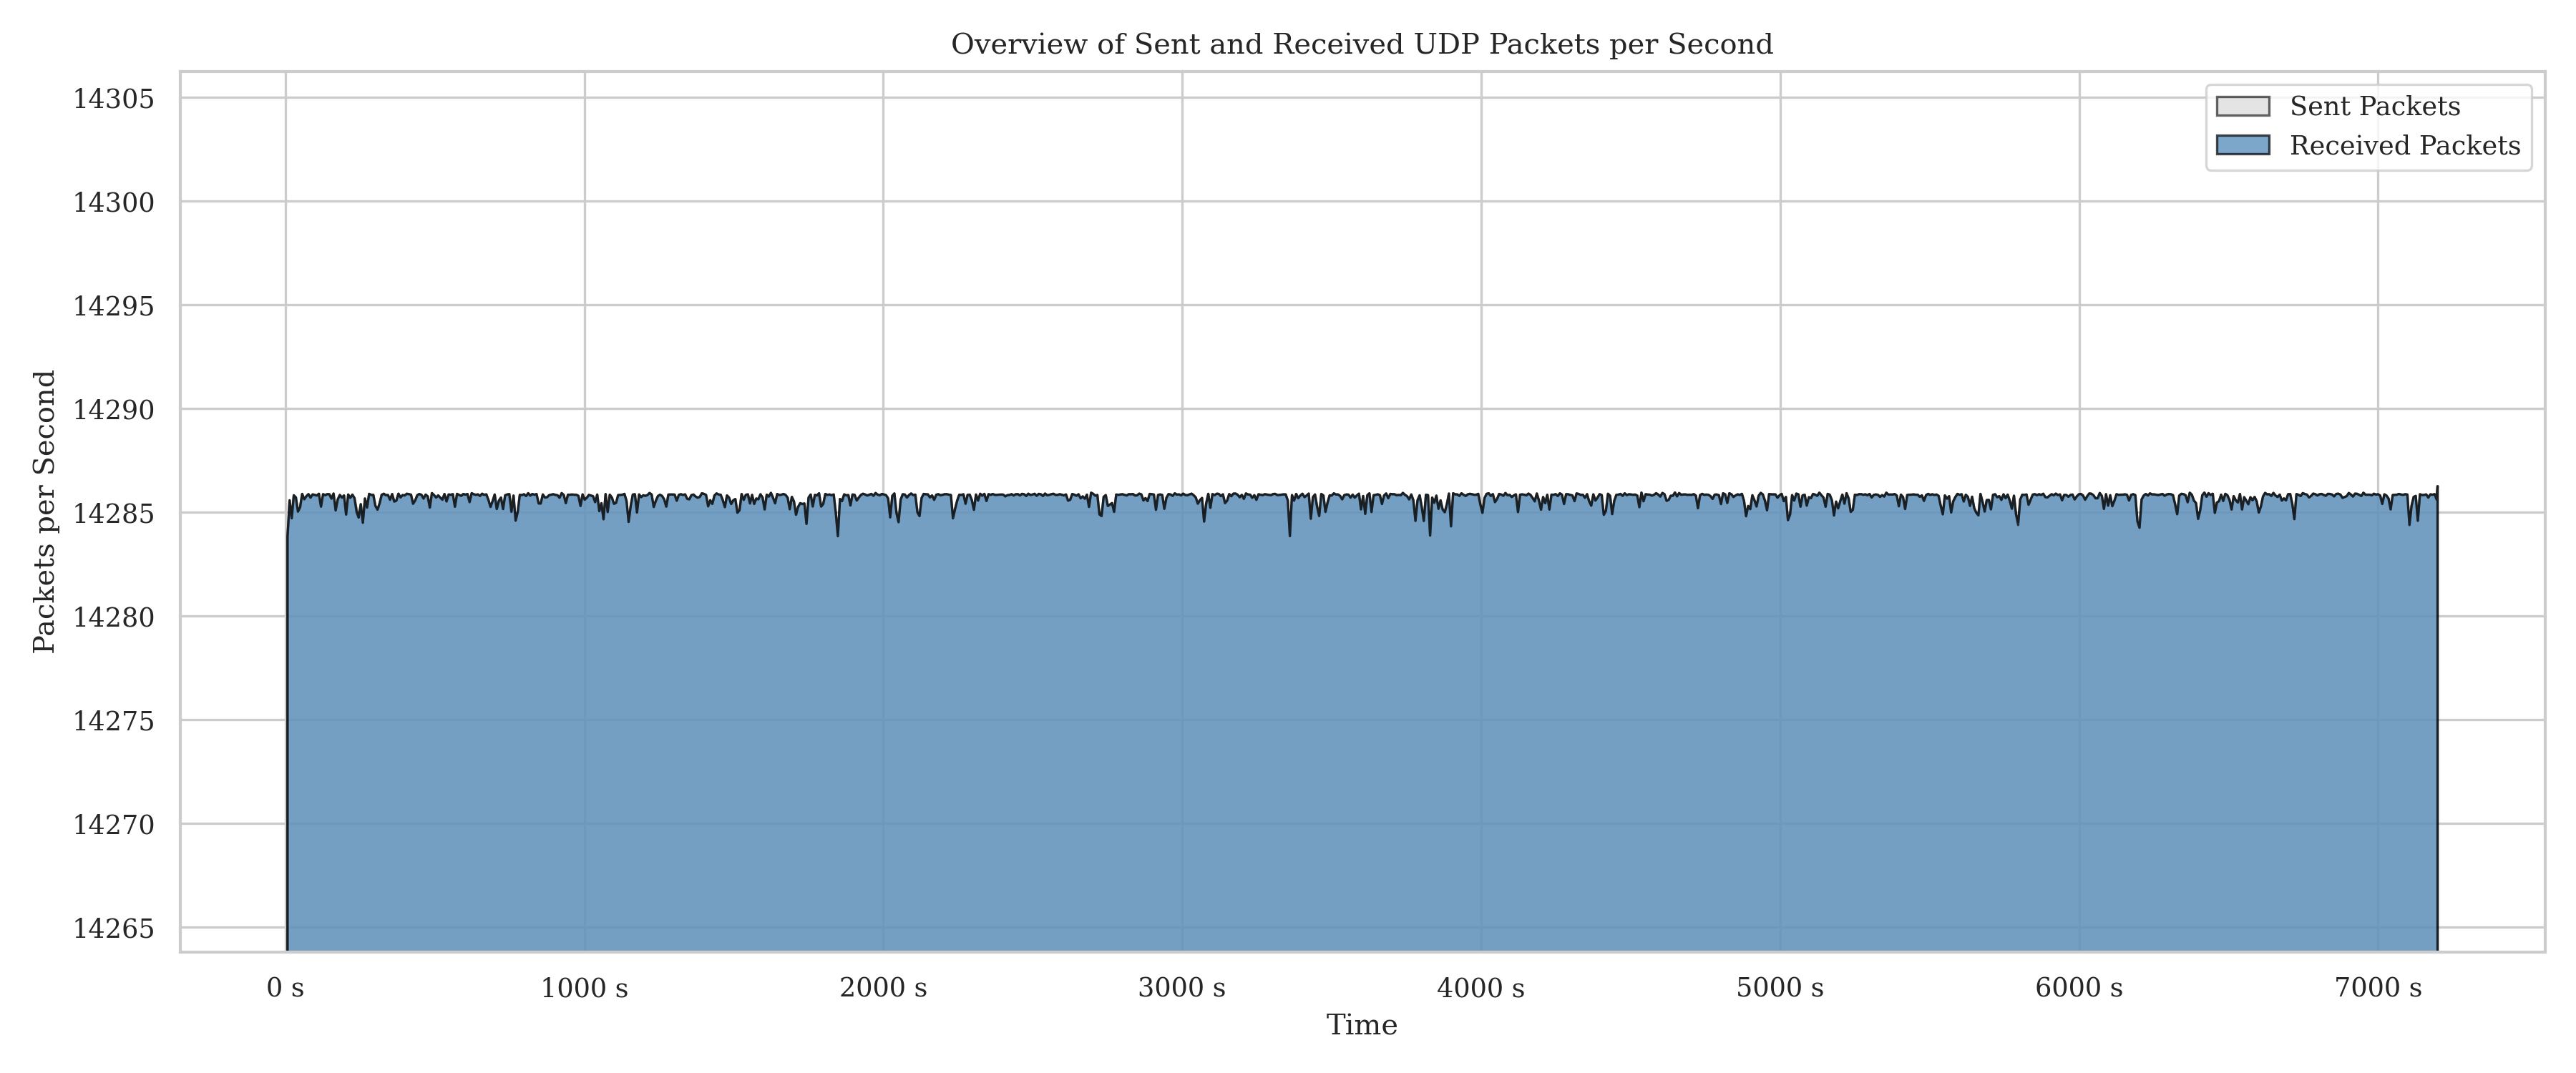 Overview of Sent and Received UDP Packets per Second
Sent Packets
Received Packets
14305
14300
14295
14290
14285
14280
14275
14270
14265
Packets per Second
0 s
1000 s
2000 s
3000 s
4000 s
5000 s
6000 s
7000 s
Time